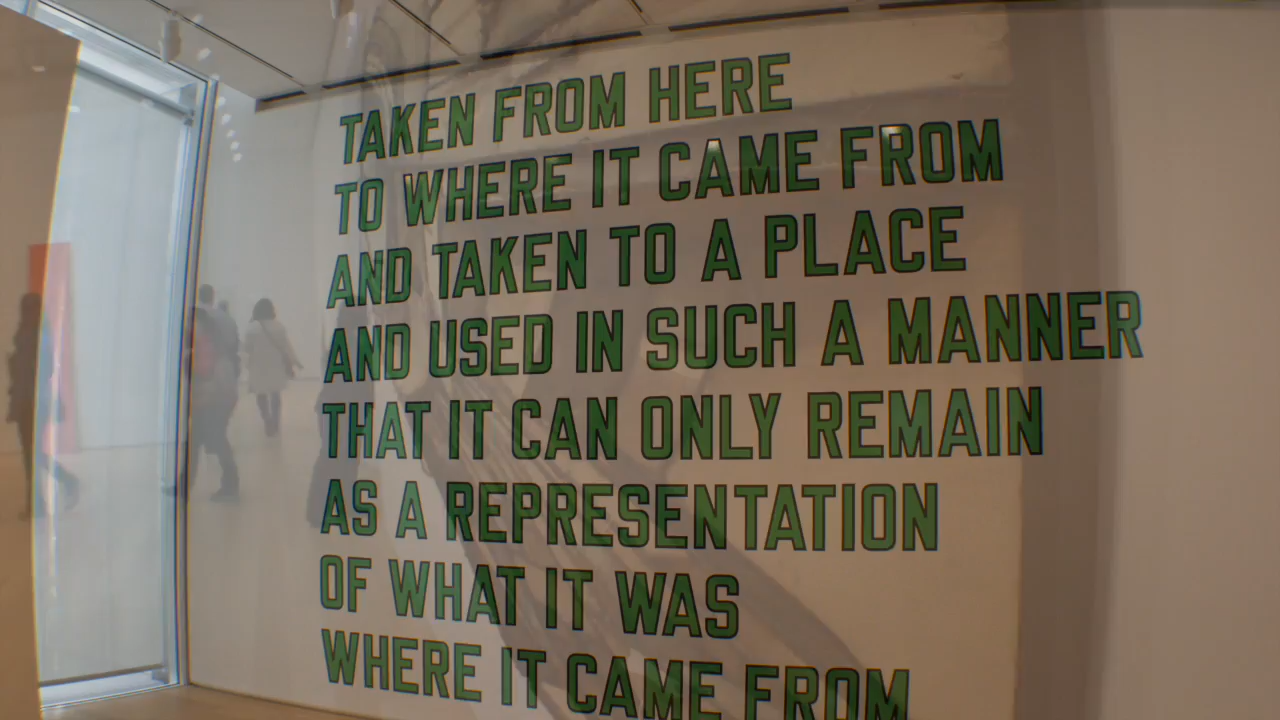 TAKEN FROM HERE
TO WHERE IT CAME FROM
AND TAKEN TO A PLACE
AND USED IN SUCH A MANNER
THAT IT CAN ONLY REMAIN
AS A REPRESENTATION
OF WHAT IT WAS
WHERE IT CAME FROM